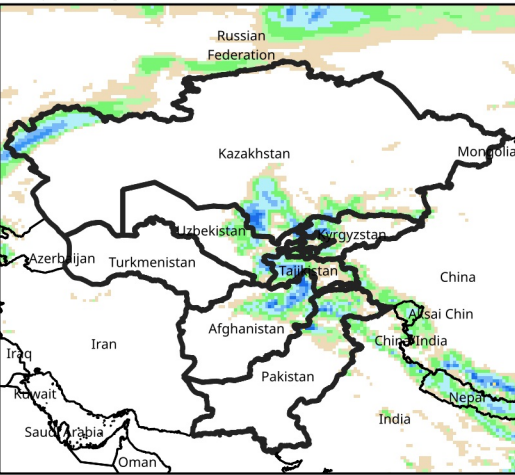 Russian
Federation
Kazakhstan
Mongolia
Uzbekistan
Kyrgyzstan
Azerbaijan
Turkmenistan
Tajikistan
China
Aksai Chin
Afghanistan
Iran
China/India
Iraq
Pakistan
Kuwait
Nepal
India
Saudi Arabia
Oman